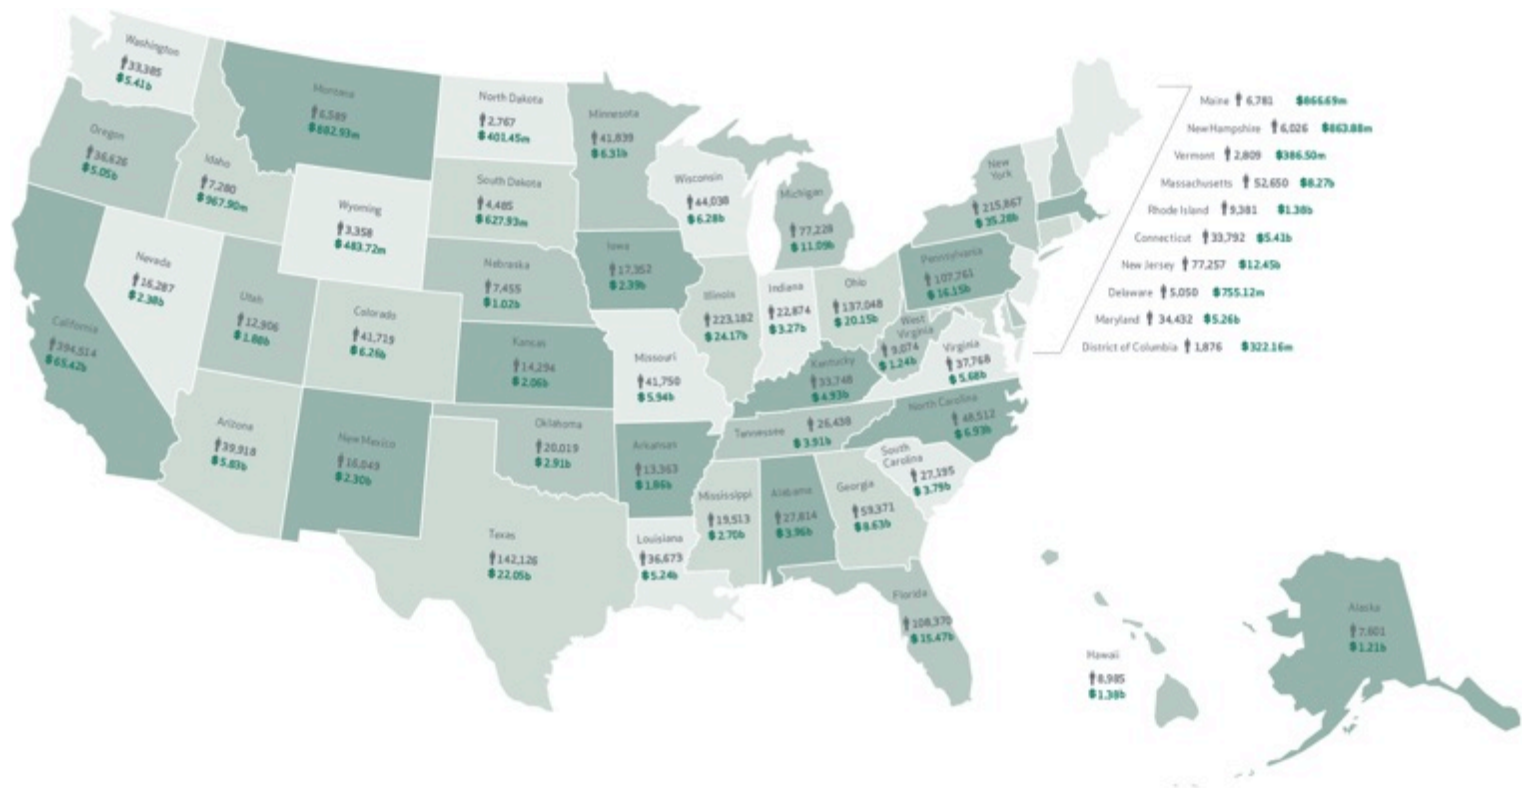 Washington
33,385
$5.41b
Oregon
36,626
$5.05b
California
394,514
$65.42b
Idaho
7,280
$967.90m
Nevada
16,287
$2.38b
Montana
6,589
$882.93m
Wyoming
3,358
$483.72m
Utah
12,906
$1.88b
Colorado
41,719
$6.26b
Arizona
39,918
$5.83b
New Mexico
16,049
$2.30b
North Dakota
2,767
$401.45m
South Dakota
4,485
$627.93m
Nebraska
7,455
$1.02b
Kansas
14,294
$2.06b
Oklahoma
20,019
$2.91b
Texas
142,126
$22.05b
Minnesota
41,839
$6.31b
Iowa
17,352
$2.39b
Missouri
41,750
$5.94b
Arkansas
13,363
$1.86b
Louisiana
36,673
$5.24b
Wisconsin
44,038
$6.28b
Illinois
223,182
$24.17b
Michigan
77,228
$11.09b
Indiana
22,874
$3.27b
Ohio
137,048
$20.15b
Kentucky
33,748
$4.93b
Tennessee 26,438
$3.91b
Mississippi
19,513
$2.70b
Alabama
27,814
$3.96b
Georgia
59,371
$8.63b
Florida
108,370
$15.47b
South
Carolina
27,195
$3.79b
North Carolina
48,512
$6.93b
West
Virginia
9,074
$1.24b
Virginia
37,768
$5.68b
Pennsylvania
107,761
$16.15b
New
York
215,867
$35.28b
Maine 6,781 $866.69m
New Hampshire 6,026 $863.88m
Vermont 2,809 $386.50m
Massachusetts 52,650 $8.27b
Rhode Island 9,381 $1.38b
Connecticut 33,792 $5.41b
New Jersey 77,257 $12.45b
Delaware 5,050 $755.12m
Maryland 34,432 $5.26b
District of Columbia 1,876 $322.16m
Hawaii
8,985
$1.38b
Alaska
7,601
$1.21b